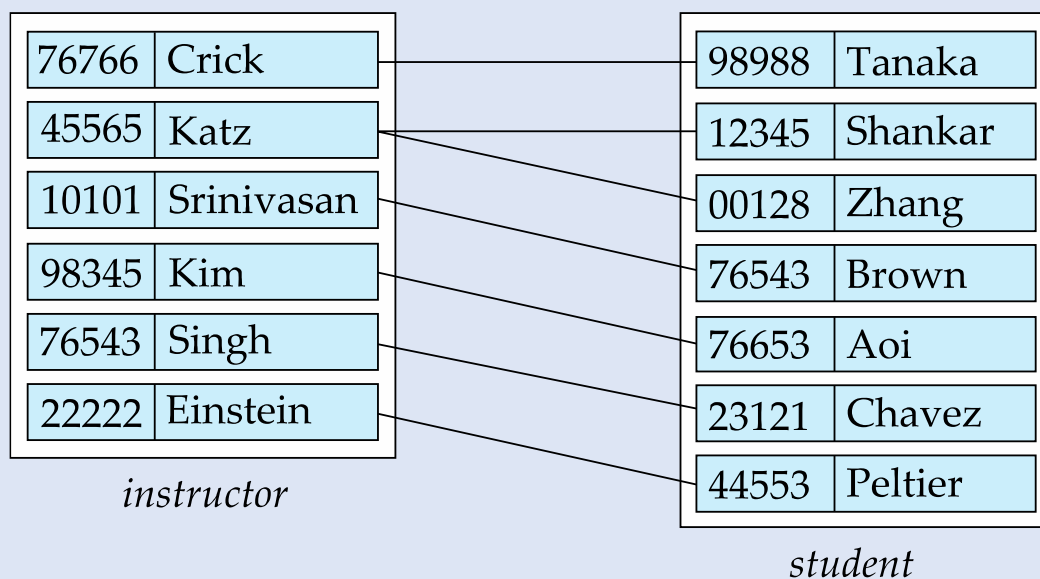 76766 Crick
45565 Katz
10101 Srinivasan
98345 Kim
76543 Singh
22222 Einstein
instructor
98988 Tanaka
12345 Shankar
00128 Zhang
76543 Brown
76653 Aoi
23121 Chavez
44553 Peltier
student